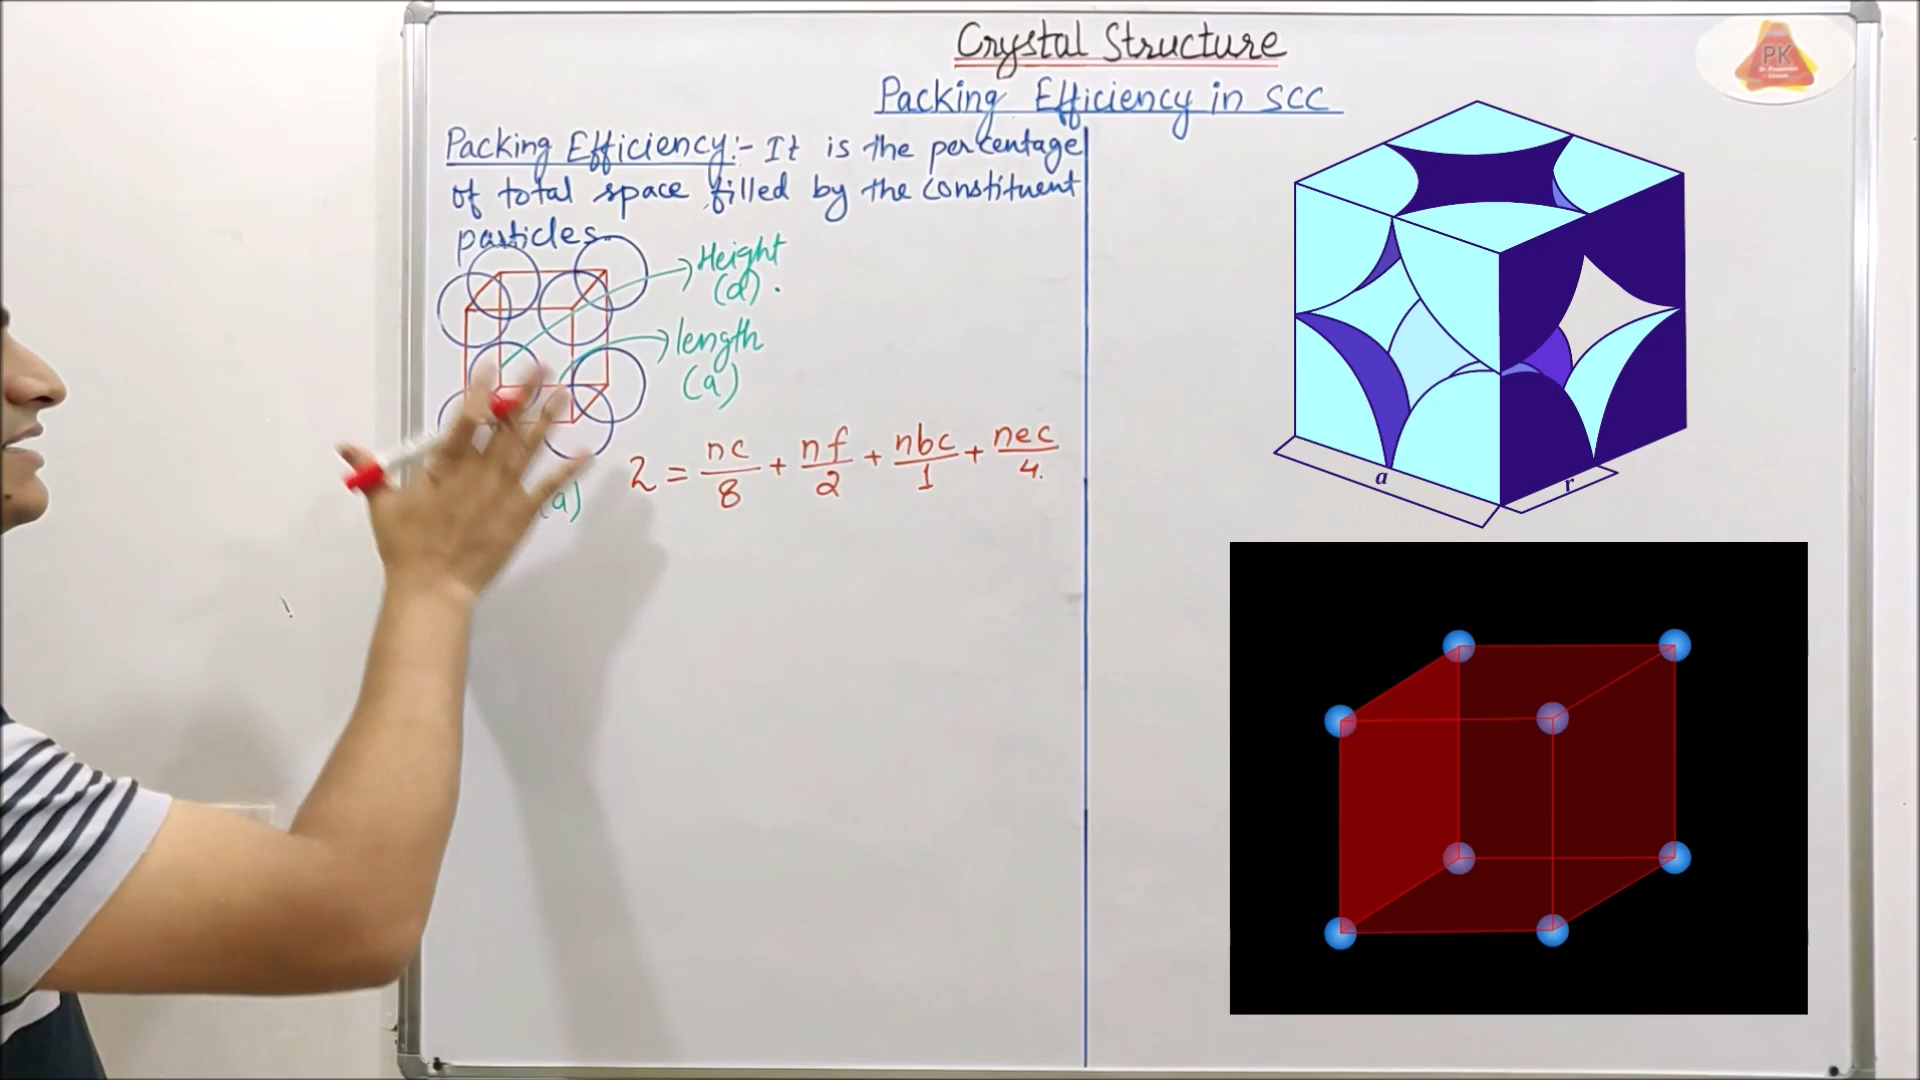 Crystal Structure
Packing Efficiency in SCC
PK
Packing Efficiency:- It is the percentage
of total space filled by the constituent
particles.
Height
(a).
length
(a)
(a)
Z = nc/8 + nf/2 + nbc/1 + nec/4.
a
r